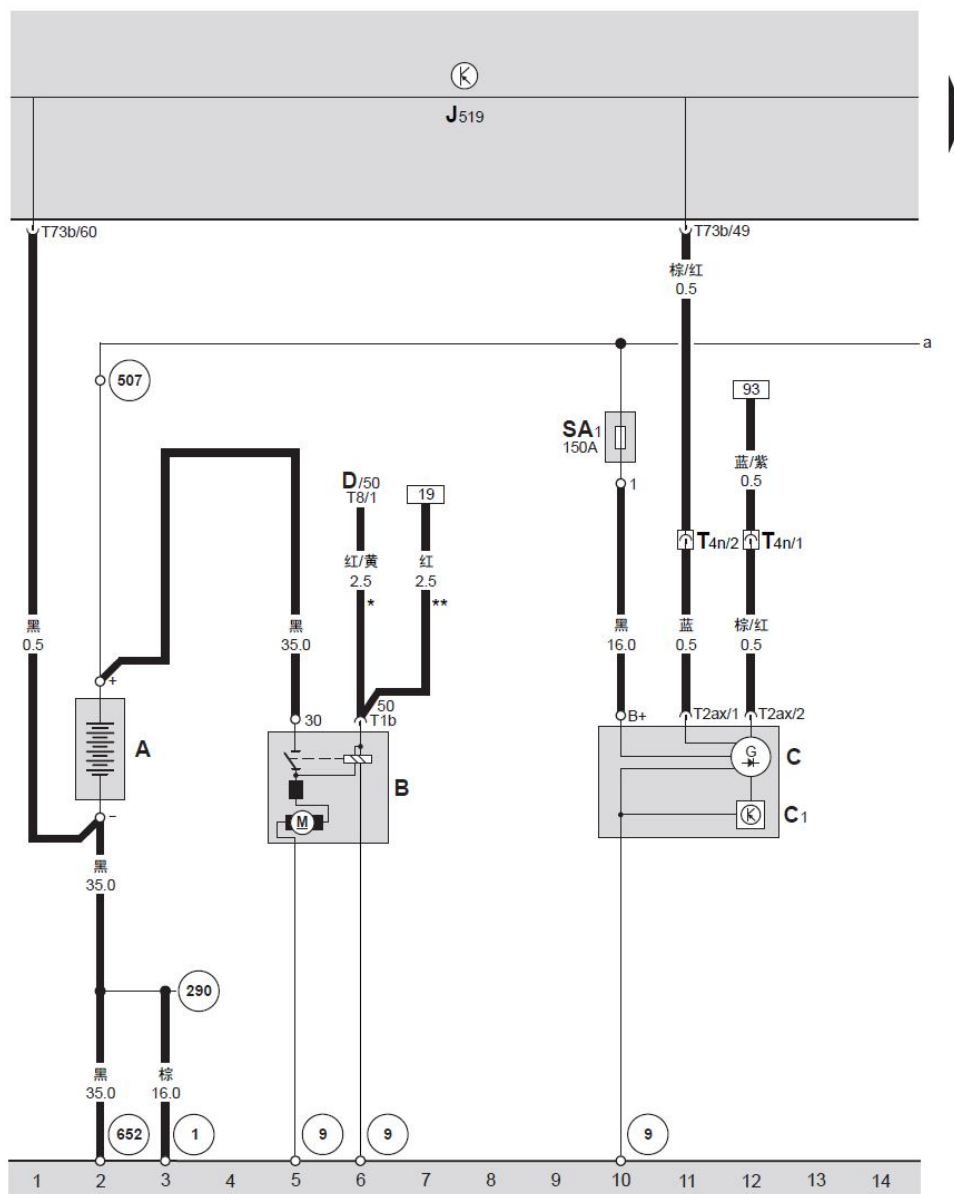 J519
T73b/60
T73b/49
棕/红
0.5
a
507
93
SA1
150A
蓝/紫
0.5
D/50
T8/1
19
1
T4n/2
T4n/1
红/黄
2.5
*
红
2.5
**
黑
0.5
黑
35.0
黑
16.0
蓝
0.5
棕/红
0.5
+
50
30
T1b
B+
T2ax/1
T2ax/2
A
B
G
C
M
C1
−
黑
35.0
290
黑
35.0
棕
16.0
652
1
9
9
9
1 2 3 4 5 6 7 8 9 10 11 12 13 14